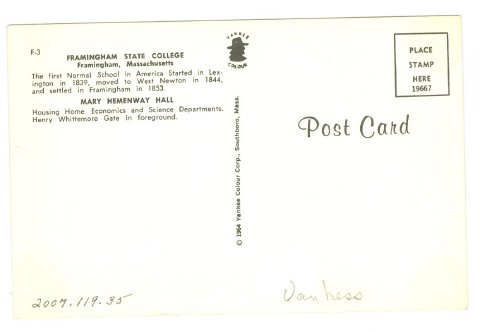 F-3
FRAMINGHAM STATE COLLEGE
Framingham, Massachusetts
The first Normal School in America Started in Lex-
ington in 1839, moved to West Newton in 1844,
and settled in Framingham in 1853.
MARY HEMENWAY HALL
Housing Home Economics and Science Departments.
Henry Whittemore Gate in foreground.
YANKEE
COLOUR
© 1964 Yankee Colour Corp., Southboro, Mass.
PLACE
STAMP
HERE
19667
Post Card
2007.119.35
Van Ness